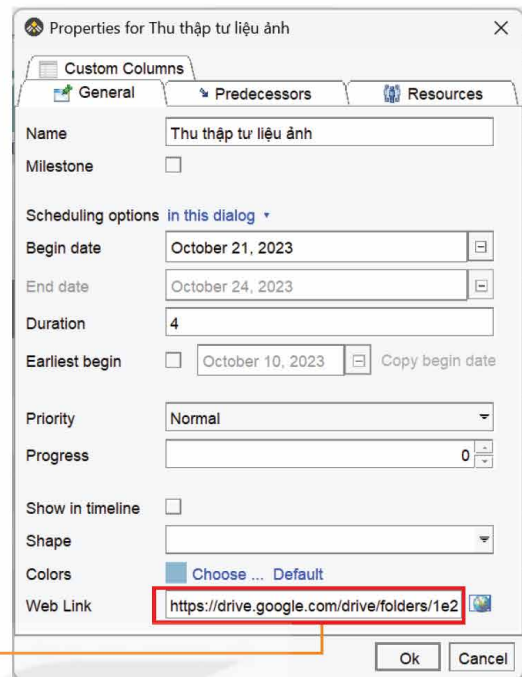 Properties for Thu thập tư liệu ảnh
Custom Columns
General Predecessors Resources
Name Thu thập tư liệu ảnh
Milestone
Scheduling options in this dialog
Begin date October 21, 2023
End date October 24, 2023
Duration 4
Earliest begin October 10, 2023 Copy begin date
Priority Normal
Progress 0
Show in timeline
Shape
Colors Choose ... Default
Web Link https://drive.google.com/drive/folders/1e2
Ok Cancel